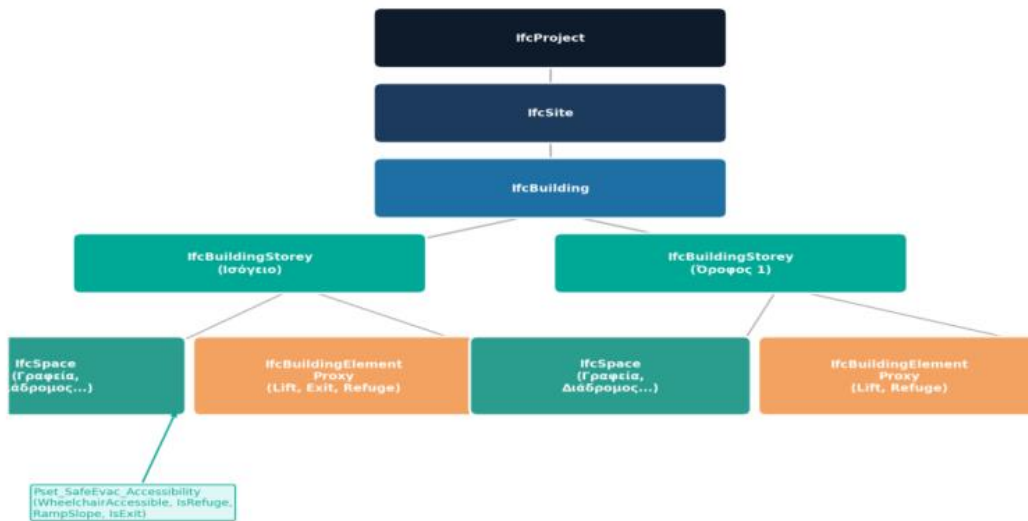 IfcProject
IfcSite
IfcBuilding
IfcBuildingStorey
(Ισόγειο)
IfcBuildingStorey
(Όροφος 1)
IfcSpace
(Γραφεία,
ιάδρομος...)
IfcBuildingElement
Proxy
(Lift, Exit, Refuge)
IfcSpace
(Γραφεία,
Διάδρομος...)
IfcBuildingElement
Proxy
(Lift, Refuge)
Pset_SafeEvac_Accessibility
(WheelchairAccessible, IsRefuge,
RampSlope, IsExit)